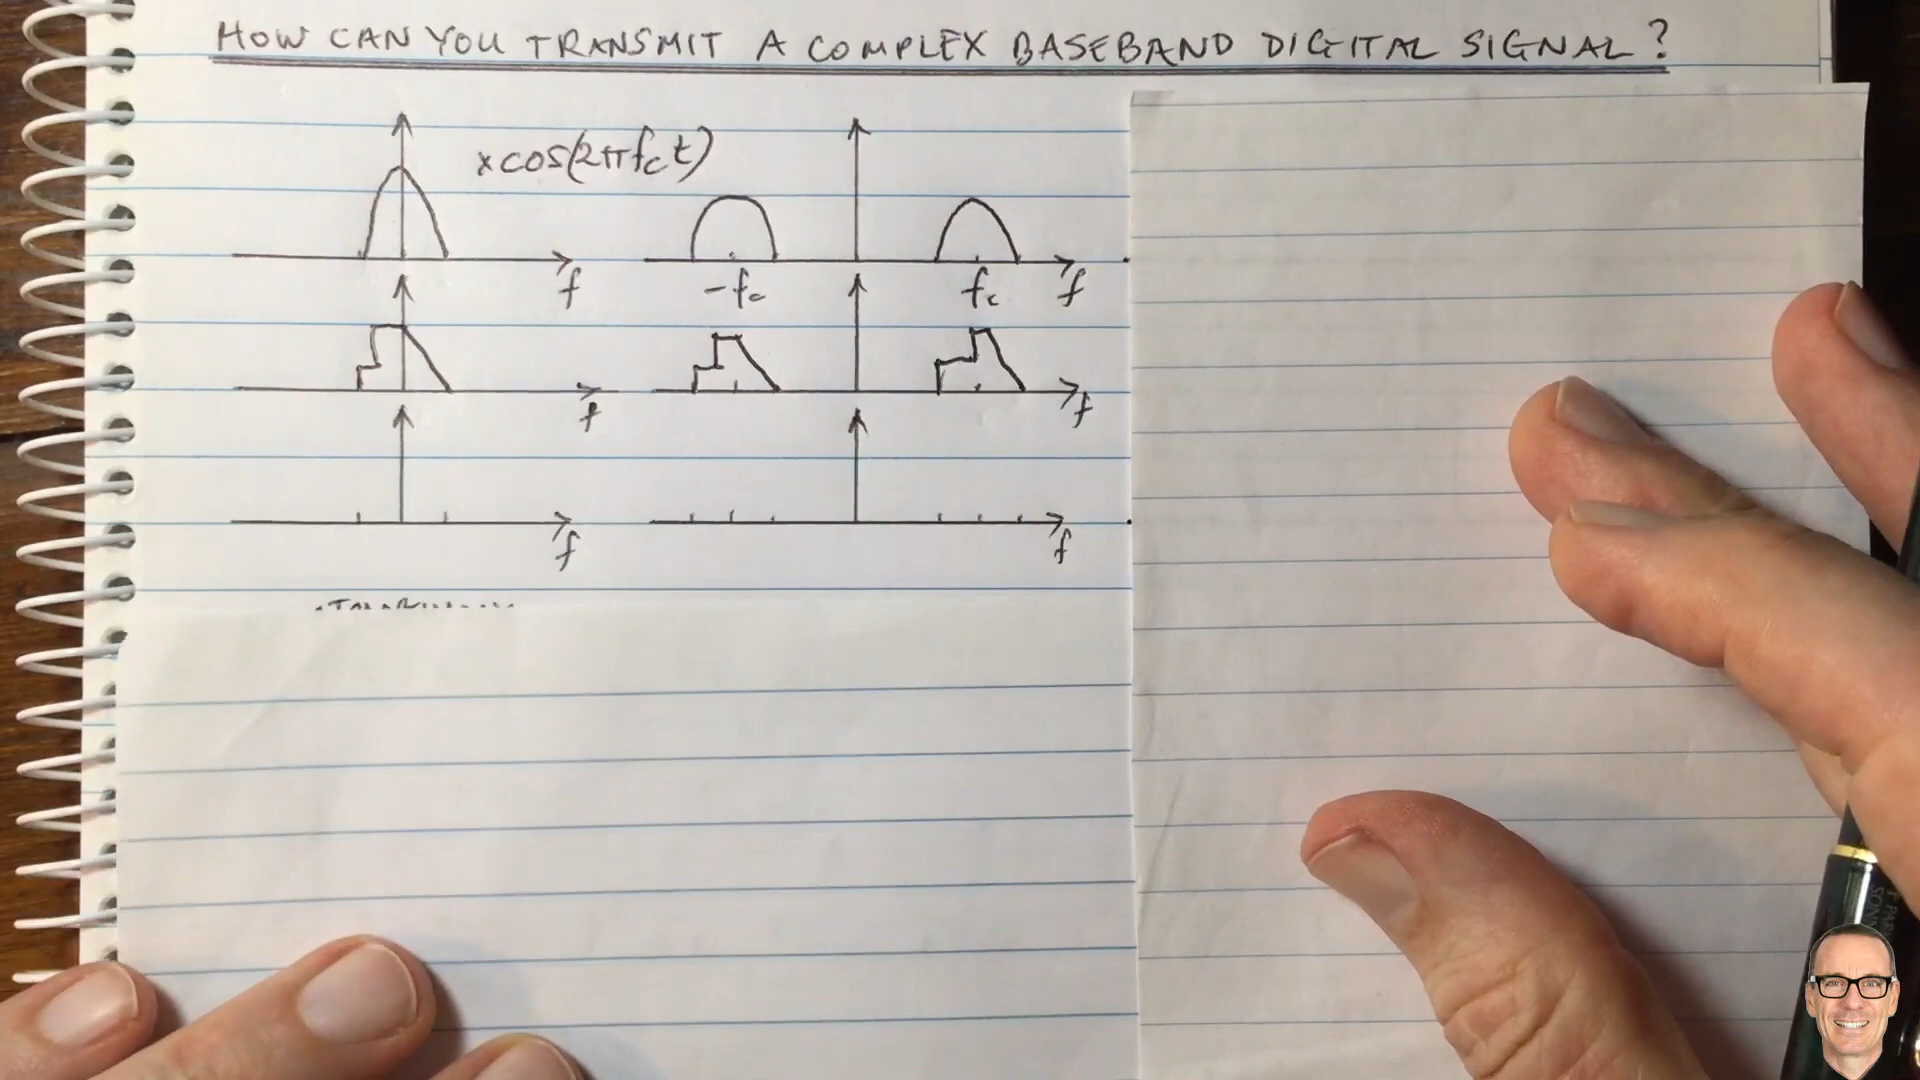 HOW CAN YOU TRANSMIT A COMPLEX BASEBAND DIGITAL SIGNAL?
×cos(2πfct)
f
-fc
fc
f
f
f
f
f